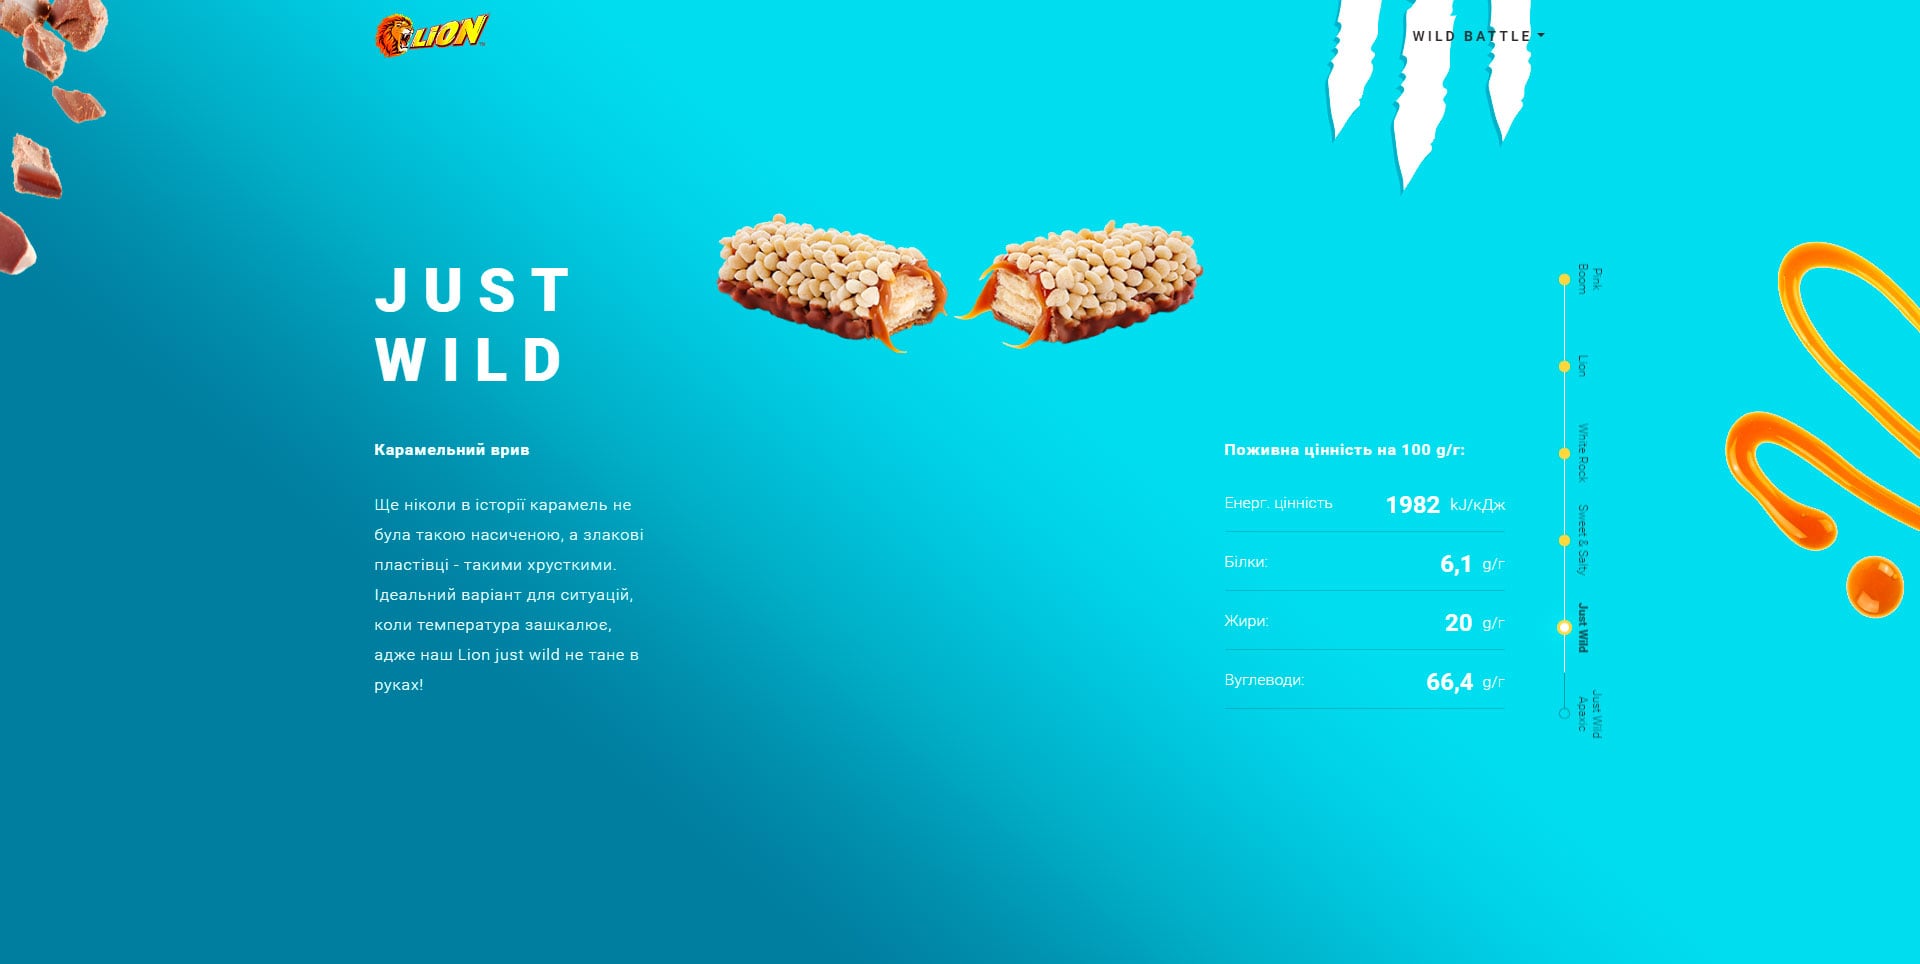 LION
WILD BATTLE
JUST
WILD
Карамельний врив
Ще ніколи в історії карамель не
була такою насиченою, а злакові
пластівці - такими хрусткими.
Ідеальний варіант для ситуацій,
коли температура зашкалює,
адже наш Lion just wild не тане в
руках!
Поживна цінність на 100 g/г:
Енерг. цінність 1982 kJ/кДж
Білки: 6,1 g/г
Жири: 20 g/г
Вуглеводи: 66,4 g/г
Pink
Boom
Lion
White Rock
Sweet & Salty
Just Wild
Just Wild
Арахіс